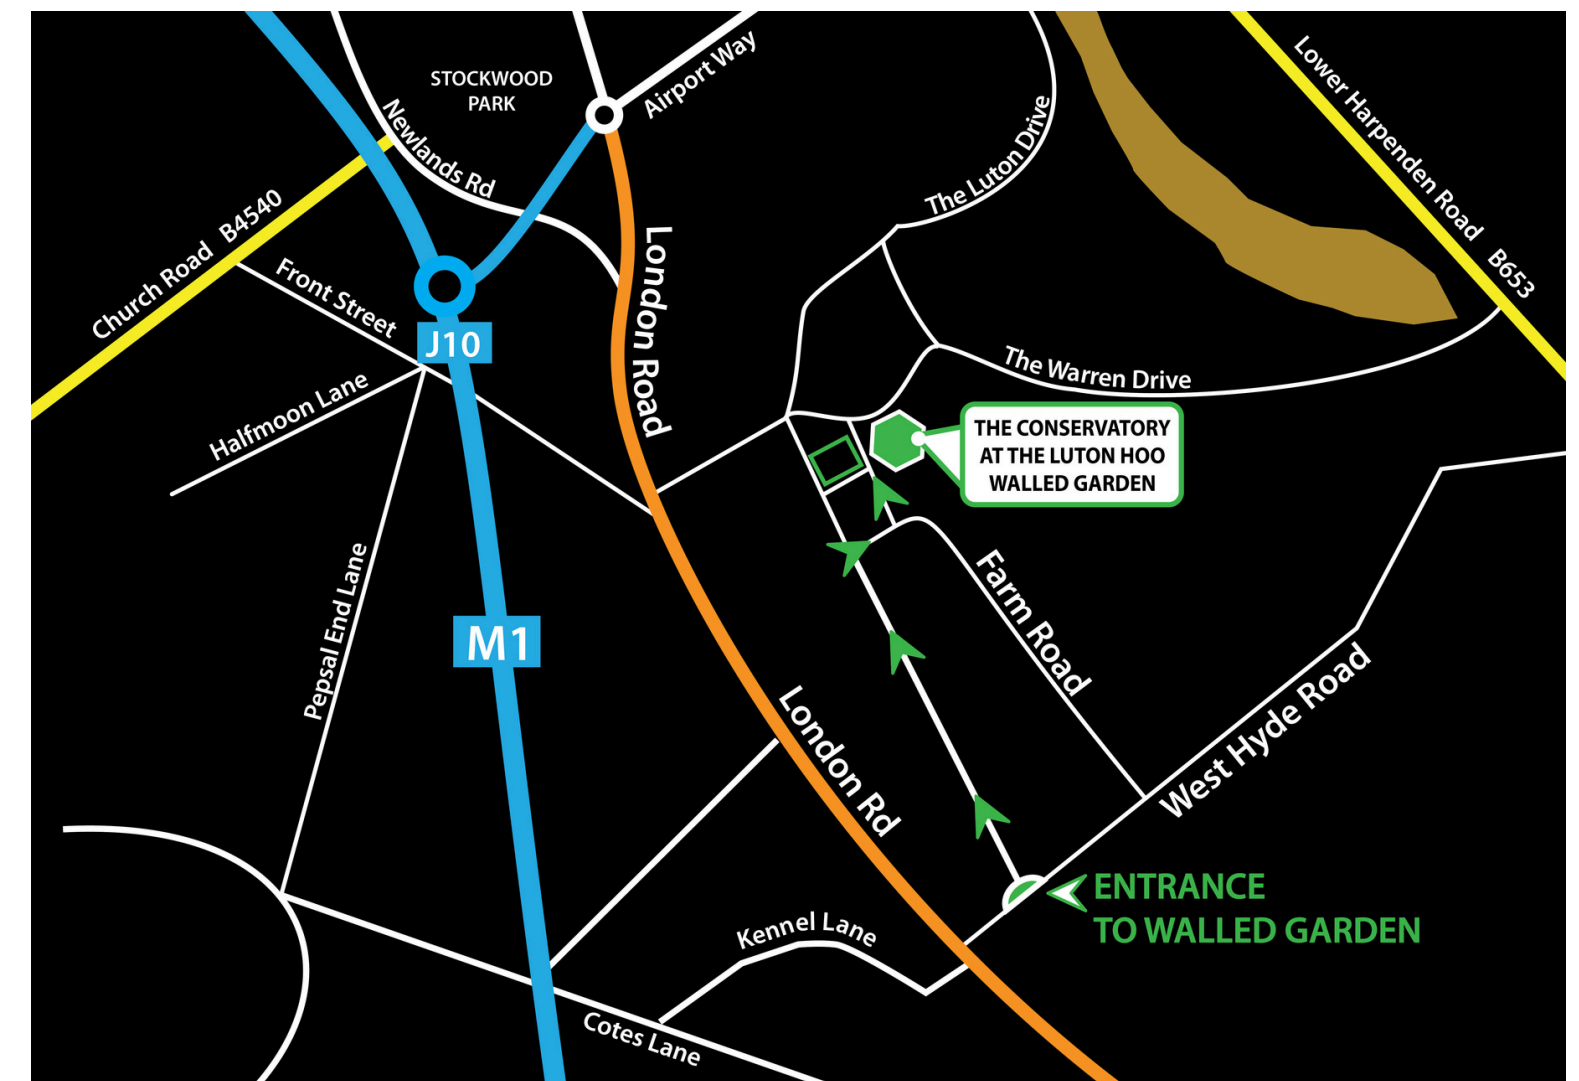 STOCKWOOD
PARK
Airport Way
Newlands Rd
Lower Harpenden Road B653
The Luton Drive
Church Road B4540
Front Street
London Road
J10
The Warren Drive
Halfmoon Lane
THE CONSERVATORY
AT THE LUTON HOO
WALLED GARDEN
Pepsal End Lane
Farm Road
M1
West Hyde Road
London Rd
ENTRANCE
TO WALLED GARDEN
Kennel Lane
Cotes Lane